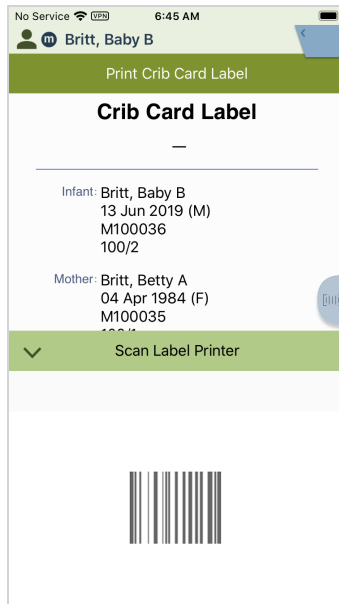 No Service VPN 6:45 AM
m Britt, Baby B
Print Crib Card Label
Crib Card Label
—
Infant: Britt, Baby B
13 Jun 2019 (M)
M100036
100/2
Mother: Britt, Betty A
04 Apr 1984 (F)
M100035
Scan Label Printer